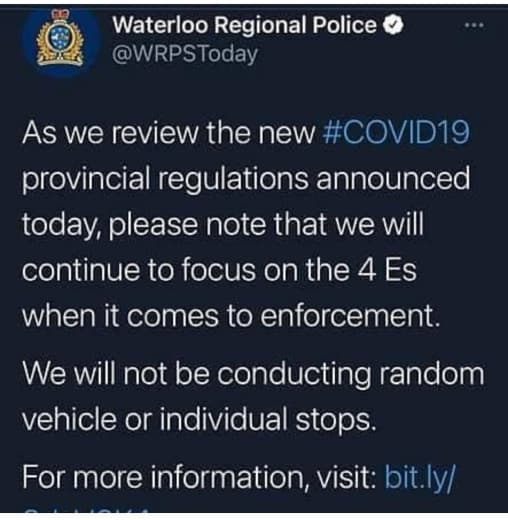 Waterloo Regional Police
@WRPSToday
As we review the new #COVID19
provincial regulations announced
today, please note that we will
continue to focus on the 4 Es
when it comes to enforcement.
We will not be conducting random
vehicle or individual stops.
For more information, visit: bit.ly/